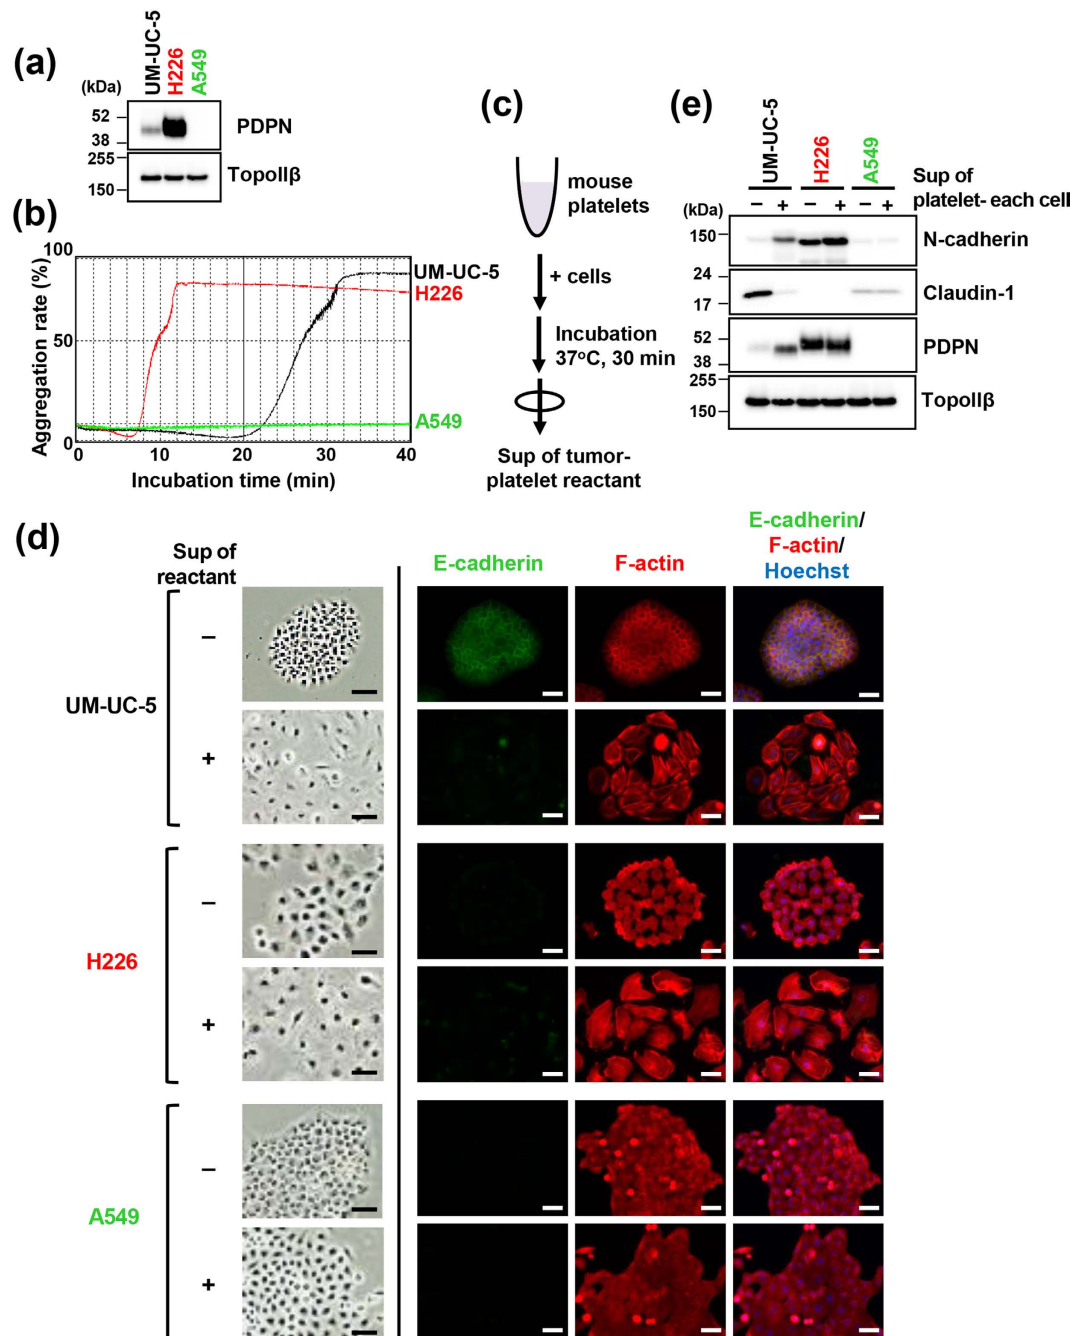 (a)
UM-UC-5
H226
A549
(kDa)
52
38
PDPN
255
150
TopoIIβ
(b)
Aggregation rate (%)
100
50
0
0 10 20 30 40
Incubation time (min)
UM-UC-5
H226
A549
(c)
mouse
platelets
+ cells
Incubation
37°C, 30 min
Sup of tumor-
platelet reactant
(e)
UM-UC-5
H226
A549
Sup of
platelet- each cell
– + – + – +
(kDa)
150
N-cadherin
24
17
Claudin-1
52
38
PDPN
255
150
TopoIIβ
(d)
Sup of
reactant
E-cadherin
F-actin
E-cadherin/
F-actin/
Hoechst
UM-UC-5
–
+
H226
–
+
A549
–
+